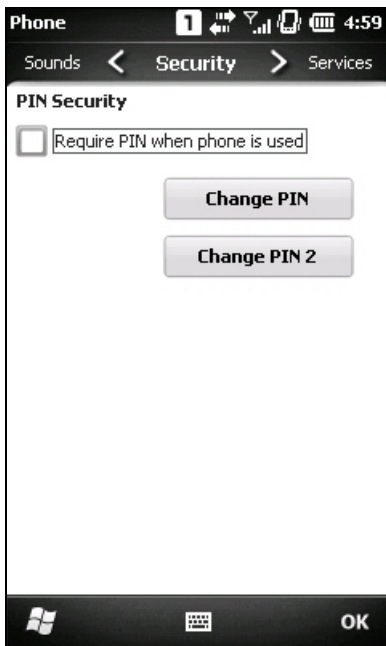 Phone 1 4:59
Sounds < Security > Services
PIN Security
Require PIN when phone is used
Change PIN
Change PIN 2
OK